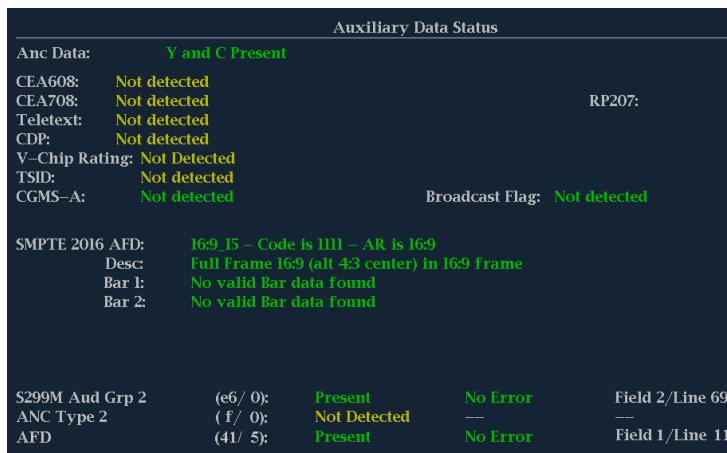 Auxiliary Data Status
Anc Data: Y and C Present
CEA608: Not detected
CEA708: Not detected RP207:
Teletext: Not detected
CDP: Not detected
V-Chip Rating: Not Detected
TSID: Not detected
CGMS-A: Not detected Broadcast Flag: Not detected
SMPTE 2016 AFD: 16:9_15 - Code is 1111 - AR is 16:9
Desc: Full Frame 16:9 (alt 4:3 center) in 16:9 frame
Bar 1: No valid Bar data found
Bar 2: No valid Bar data found
S299M Aud Grp 2 (e6/ 0): Present No Error Field 2/Line 69
ANC Type 2 ( f/ 0): Not Detected -- --
AFD (41/ 5): Present No Error Field 1/Line 11